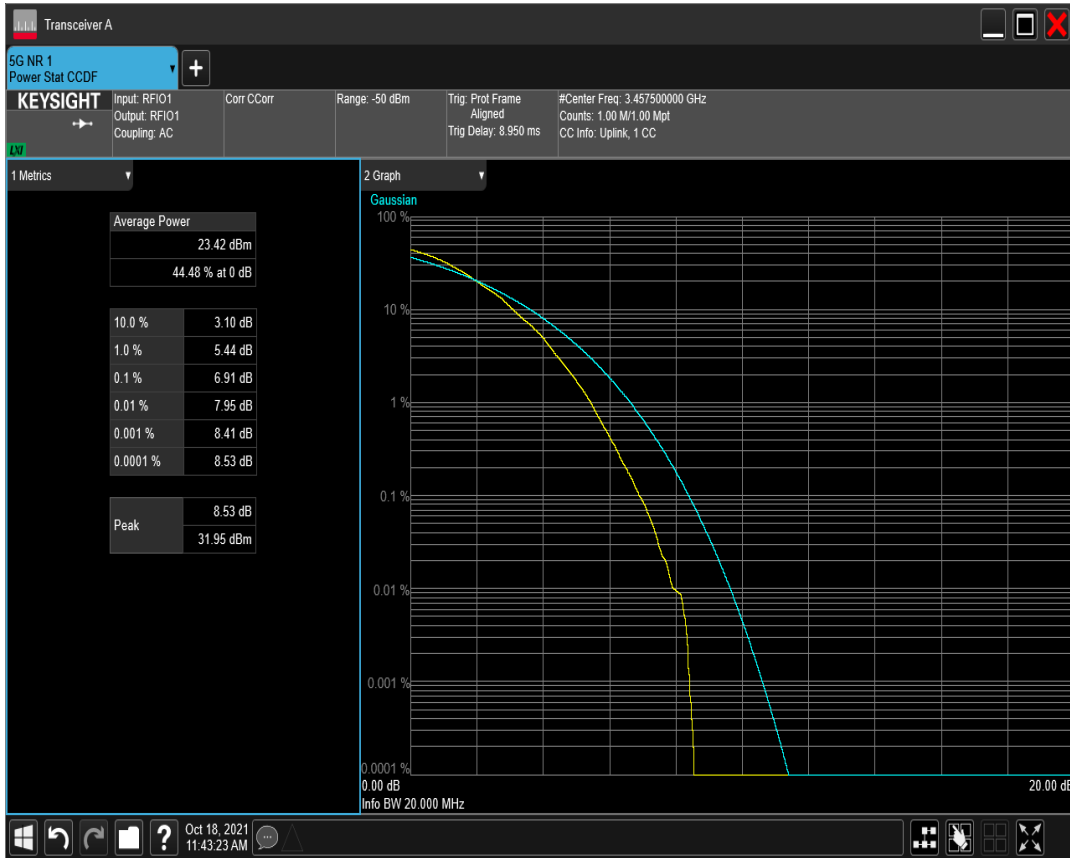 Transceiver A
5G NR 1
Power Stat CCDF
+
KEYSIGHT
LXI
Input: RFIO1
Output: RFIO1
Coupling: AC
Corr CCorr
Range: -50 dBm
Trig: Prot Frame
Aligned
Trig Delay: 8.950 ms
#Center Freq: 3.457500000 GHz
Counts: 1.00 M/1.00 Mpt
CC Info: Uplink, 1 CC
1 Metrics
Average Power
23.42 dBm
44.48 % at 0 dB
10.0 % 3.10 dB
1.0 % 5.44 dB
0.1 % 6.91 dB
0.01 % 7.95 dB
0.001 % 8.41 dB
0.0001 % 8.53 dB
Peak
8.53 dB
31.95 dBm
2 Graph
Gaussian
100 %
10 %
1 %
0.1 %
0.01 %
0.001 %
0.0001 %
0.00 dB 20.00 dB
Info BW 20.000 MHz
?
Oct 18, 2021
11:43:23 AM